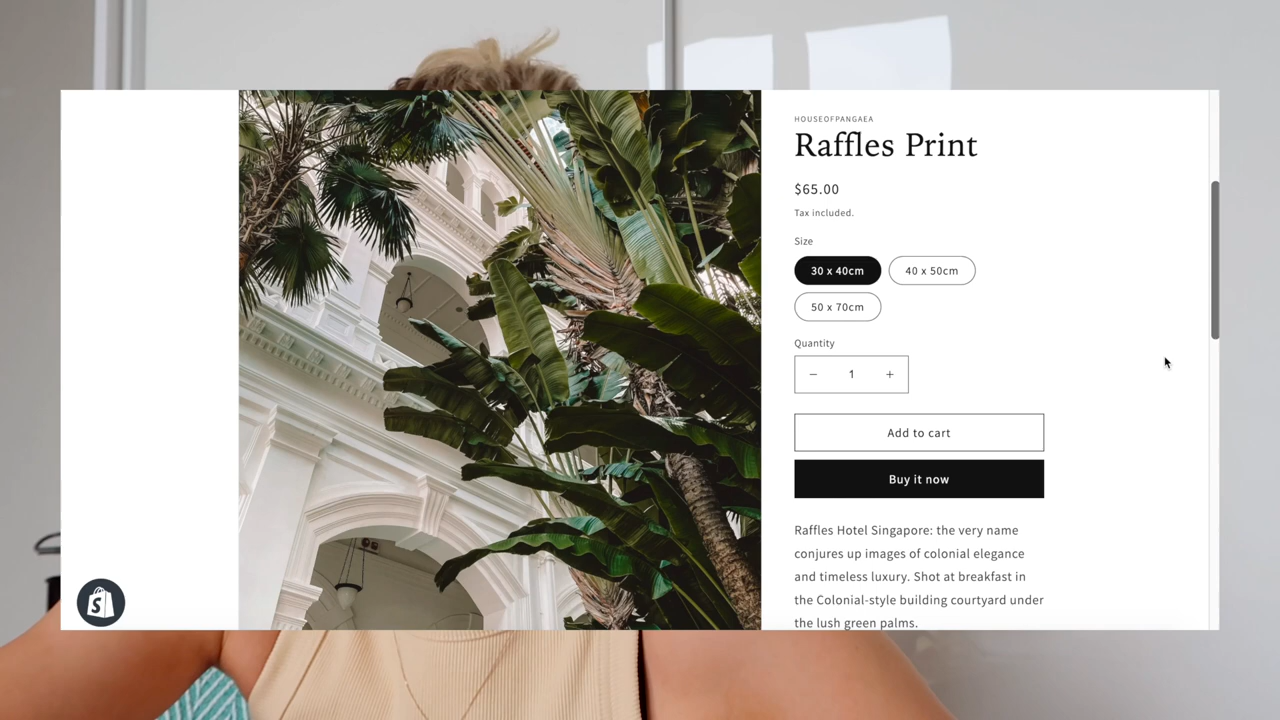 HOUSEOFPANGAEA
Raffles Print
$65.00
Tax included.
Size
30 x 40cm
40 x 50cm
50 x 70cm
Quantity
− 1 +
Add to cart
Buy it now
Raffles Hotel Singapore: the very name
conjures up images of colonial elegance
and timeless luxury. Shot at breakfast in
the Colonial-style building courtyard under
the lush green palms.